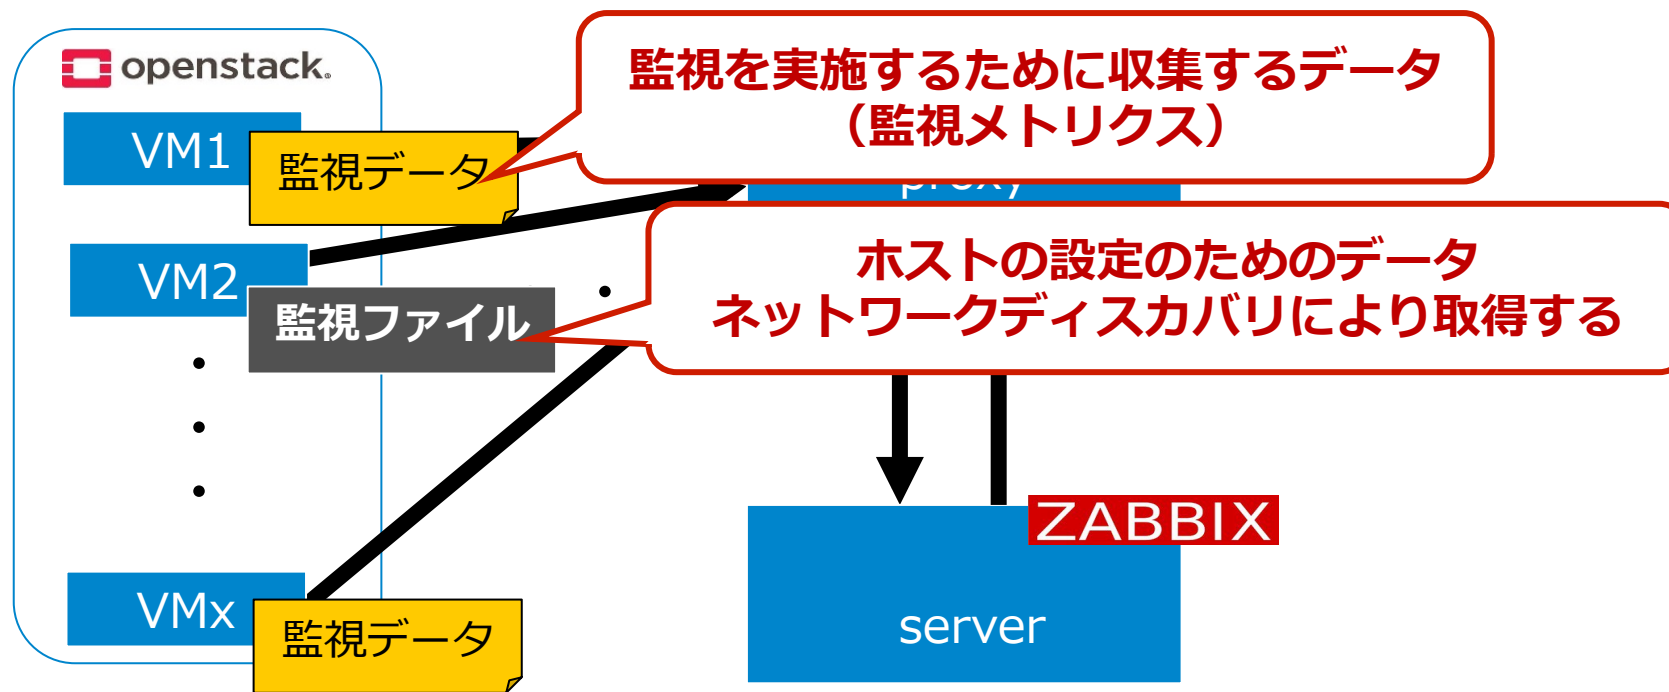 openstack.
監視を実施するために収集するデータ
（監視メトリクス）
VM1
監視データ
proxy
VM2
監視ファイル
ホストの設定のためのデータ
ネットワークディスカバリにより取得する
ZABBIX
server
VMx
監視データ